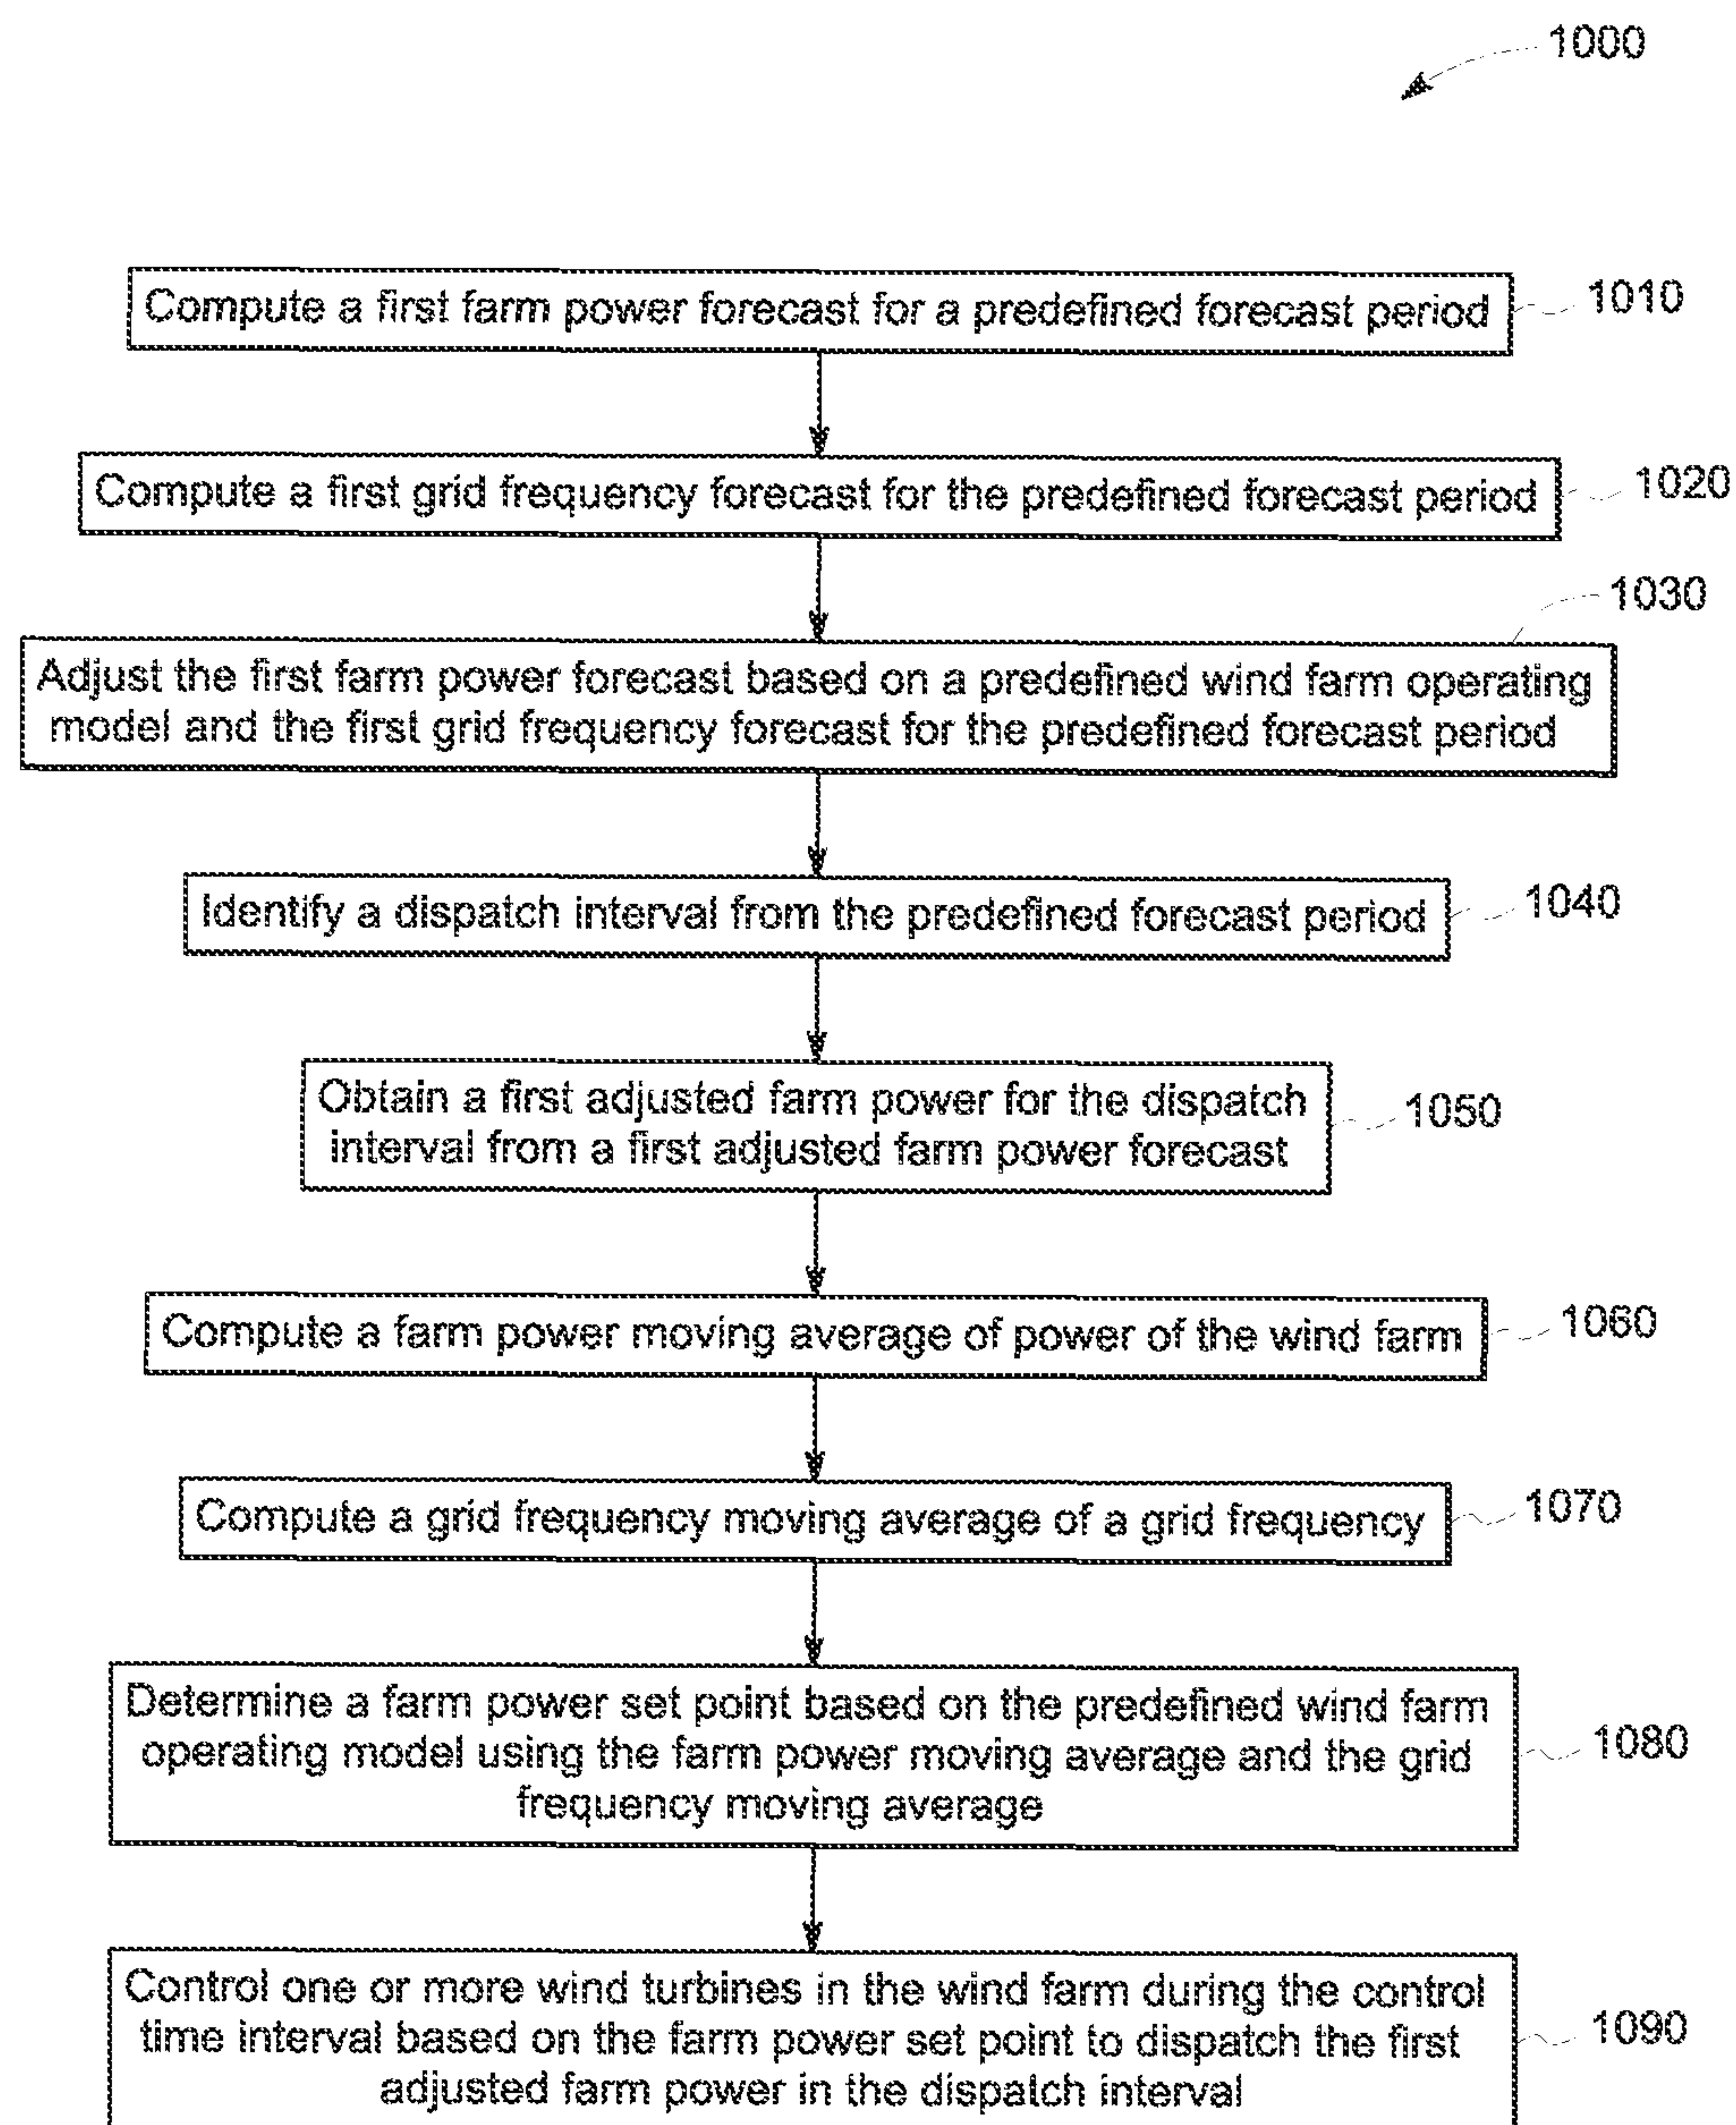 1000
Compute a first farm power forecast for a predefined forecast period
1010
Compute a first grid frequency forecast for the predefined forecast period
1020
1030
Adjust the first farm power forecast based on a predefined wind farm operating
model and the first grid frequency forecast for the predefined forecast period
Identify a dispatch interval from the predefined forecast period
1040
Obtain a first adjusted farm power for the dispatch
interval from a first adjusted farm power forecast
1050
Compute a farm power moving average of power of the wind farm
1060
Compute a grid frequency moving average of a grid frequency
1070
Determine a farm power set point based on the predefined wind farm
operating model using the farm power moving average and the grid
frequency moving average
1080
Control one or more wind turbines in the wind farm during the control
time interval based on the farm power set point to dispatch the first
adjusted farm power in the dispatch interval
1090